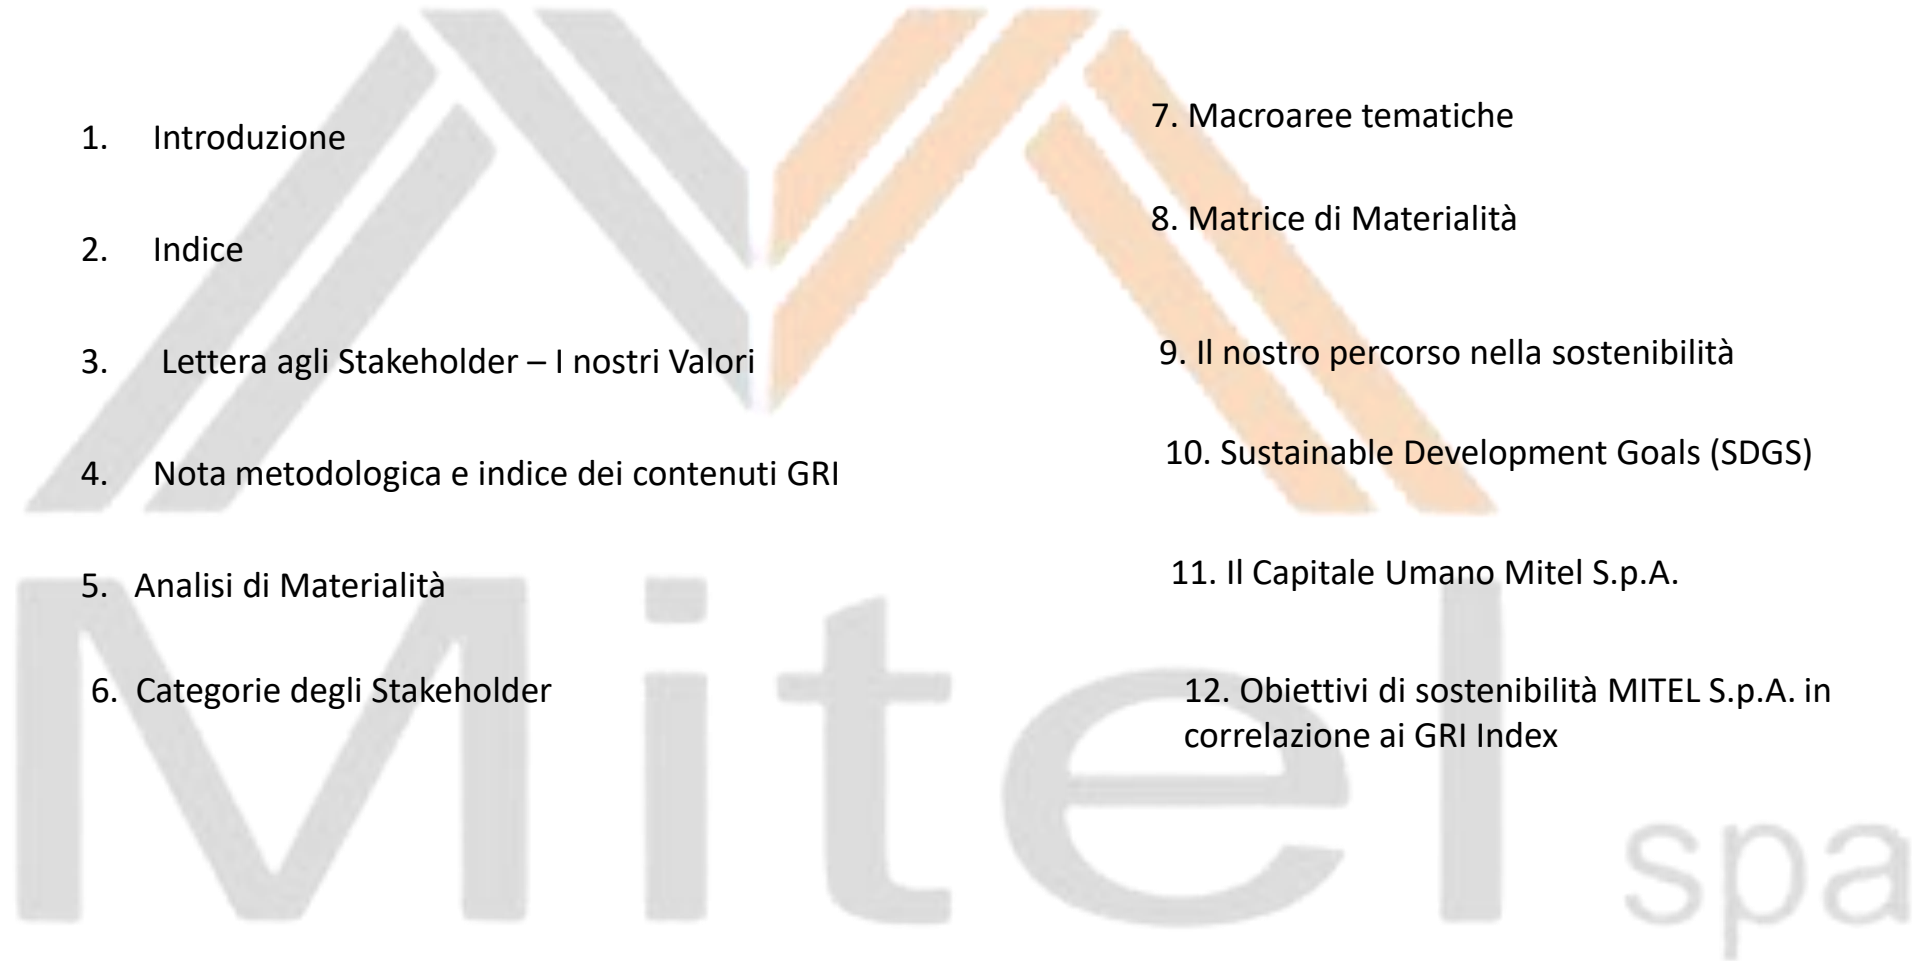 1. Introduzione
2. Indice
3. Lettera agli Stakeholder – I nostri Valori
4. Nota metodologica e indice dei contenuti GRI
5. Analisi di Materialità
6. Categorie degli Stakeholder
7. Macroaree tematiche
8. Matrice di Materialità
9. Il nostro percorso nella sostenibilità
10. Sustainable Development Goals (SDGS)
11. Il Capitale Umano Mitel S.p.A.
12. Obiettivi di sostenibilità MITEL S.p.A. in
correlazione ai GRI Index
Mitel spa